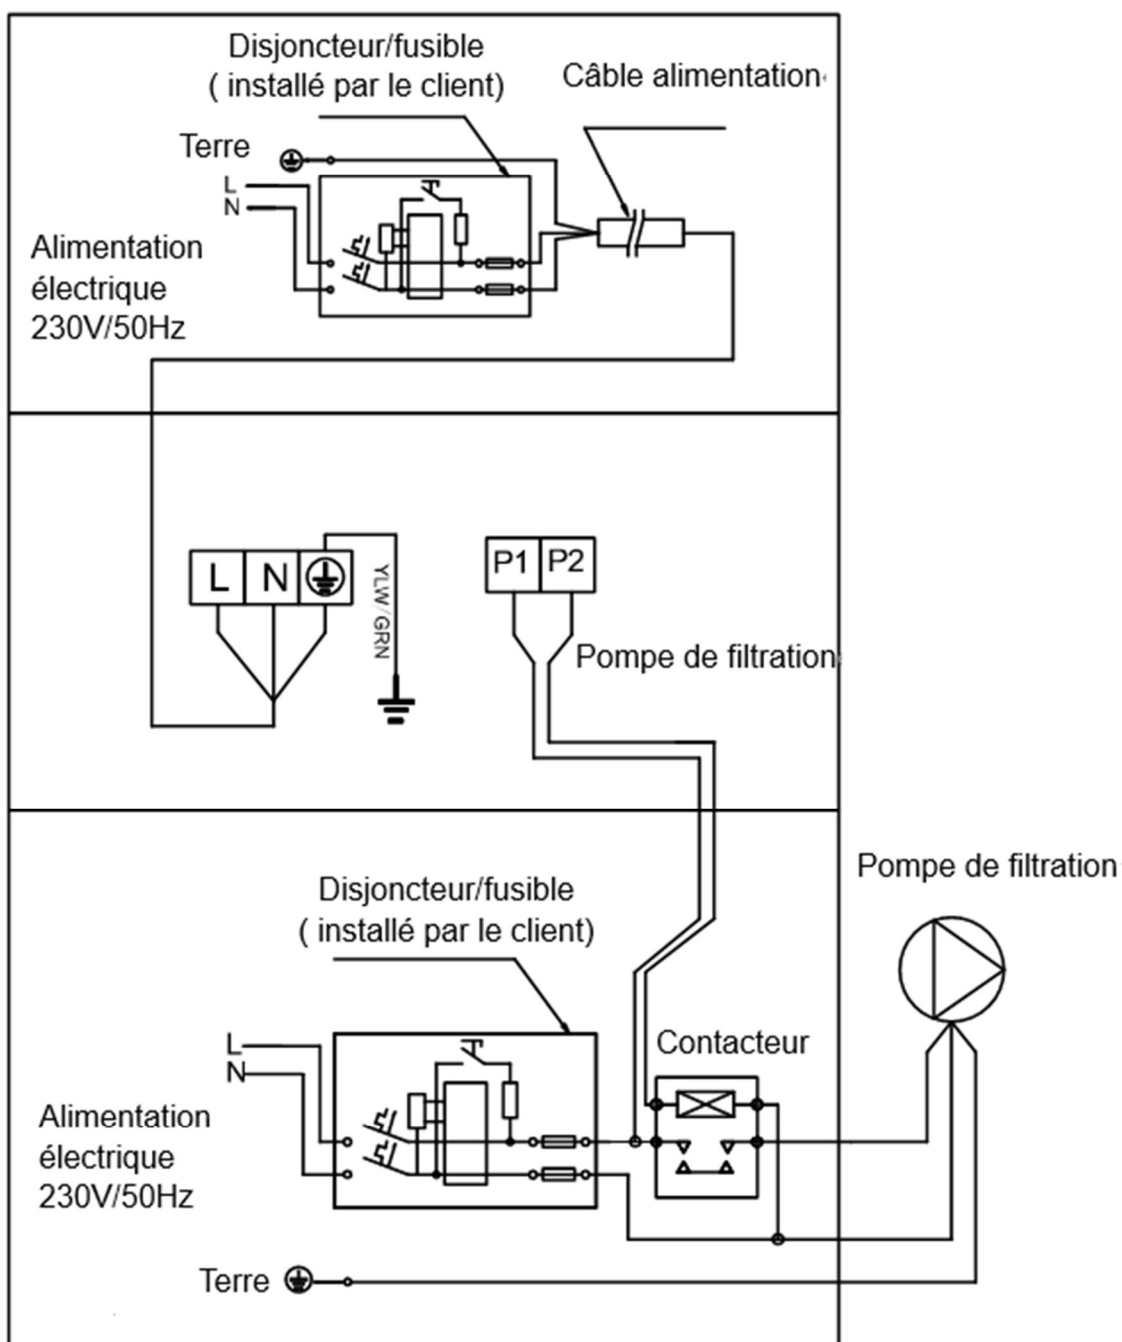 Disjoncteur/fusible
( installé par le client)
Câble alimentation
Terre
L
N
Alimentation
électrique
230V/50Hz
L N
YLW/GRN
P1 P2
Pompe de filtration
Pompe de filtration
Disjoncteur/fusible
( installé par le client)
Contacteur
L
N
Alimentation
électrique
230V/50Hz
Terre